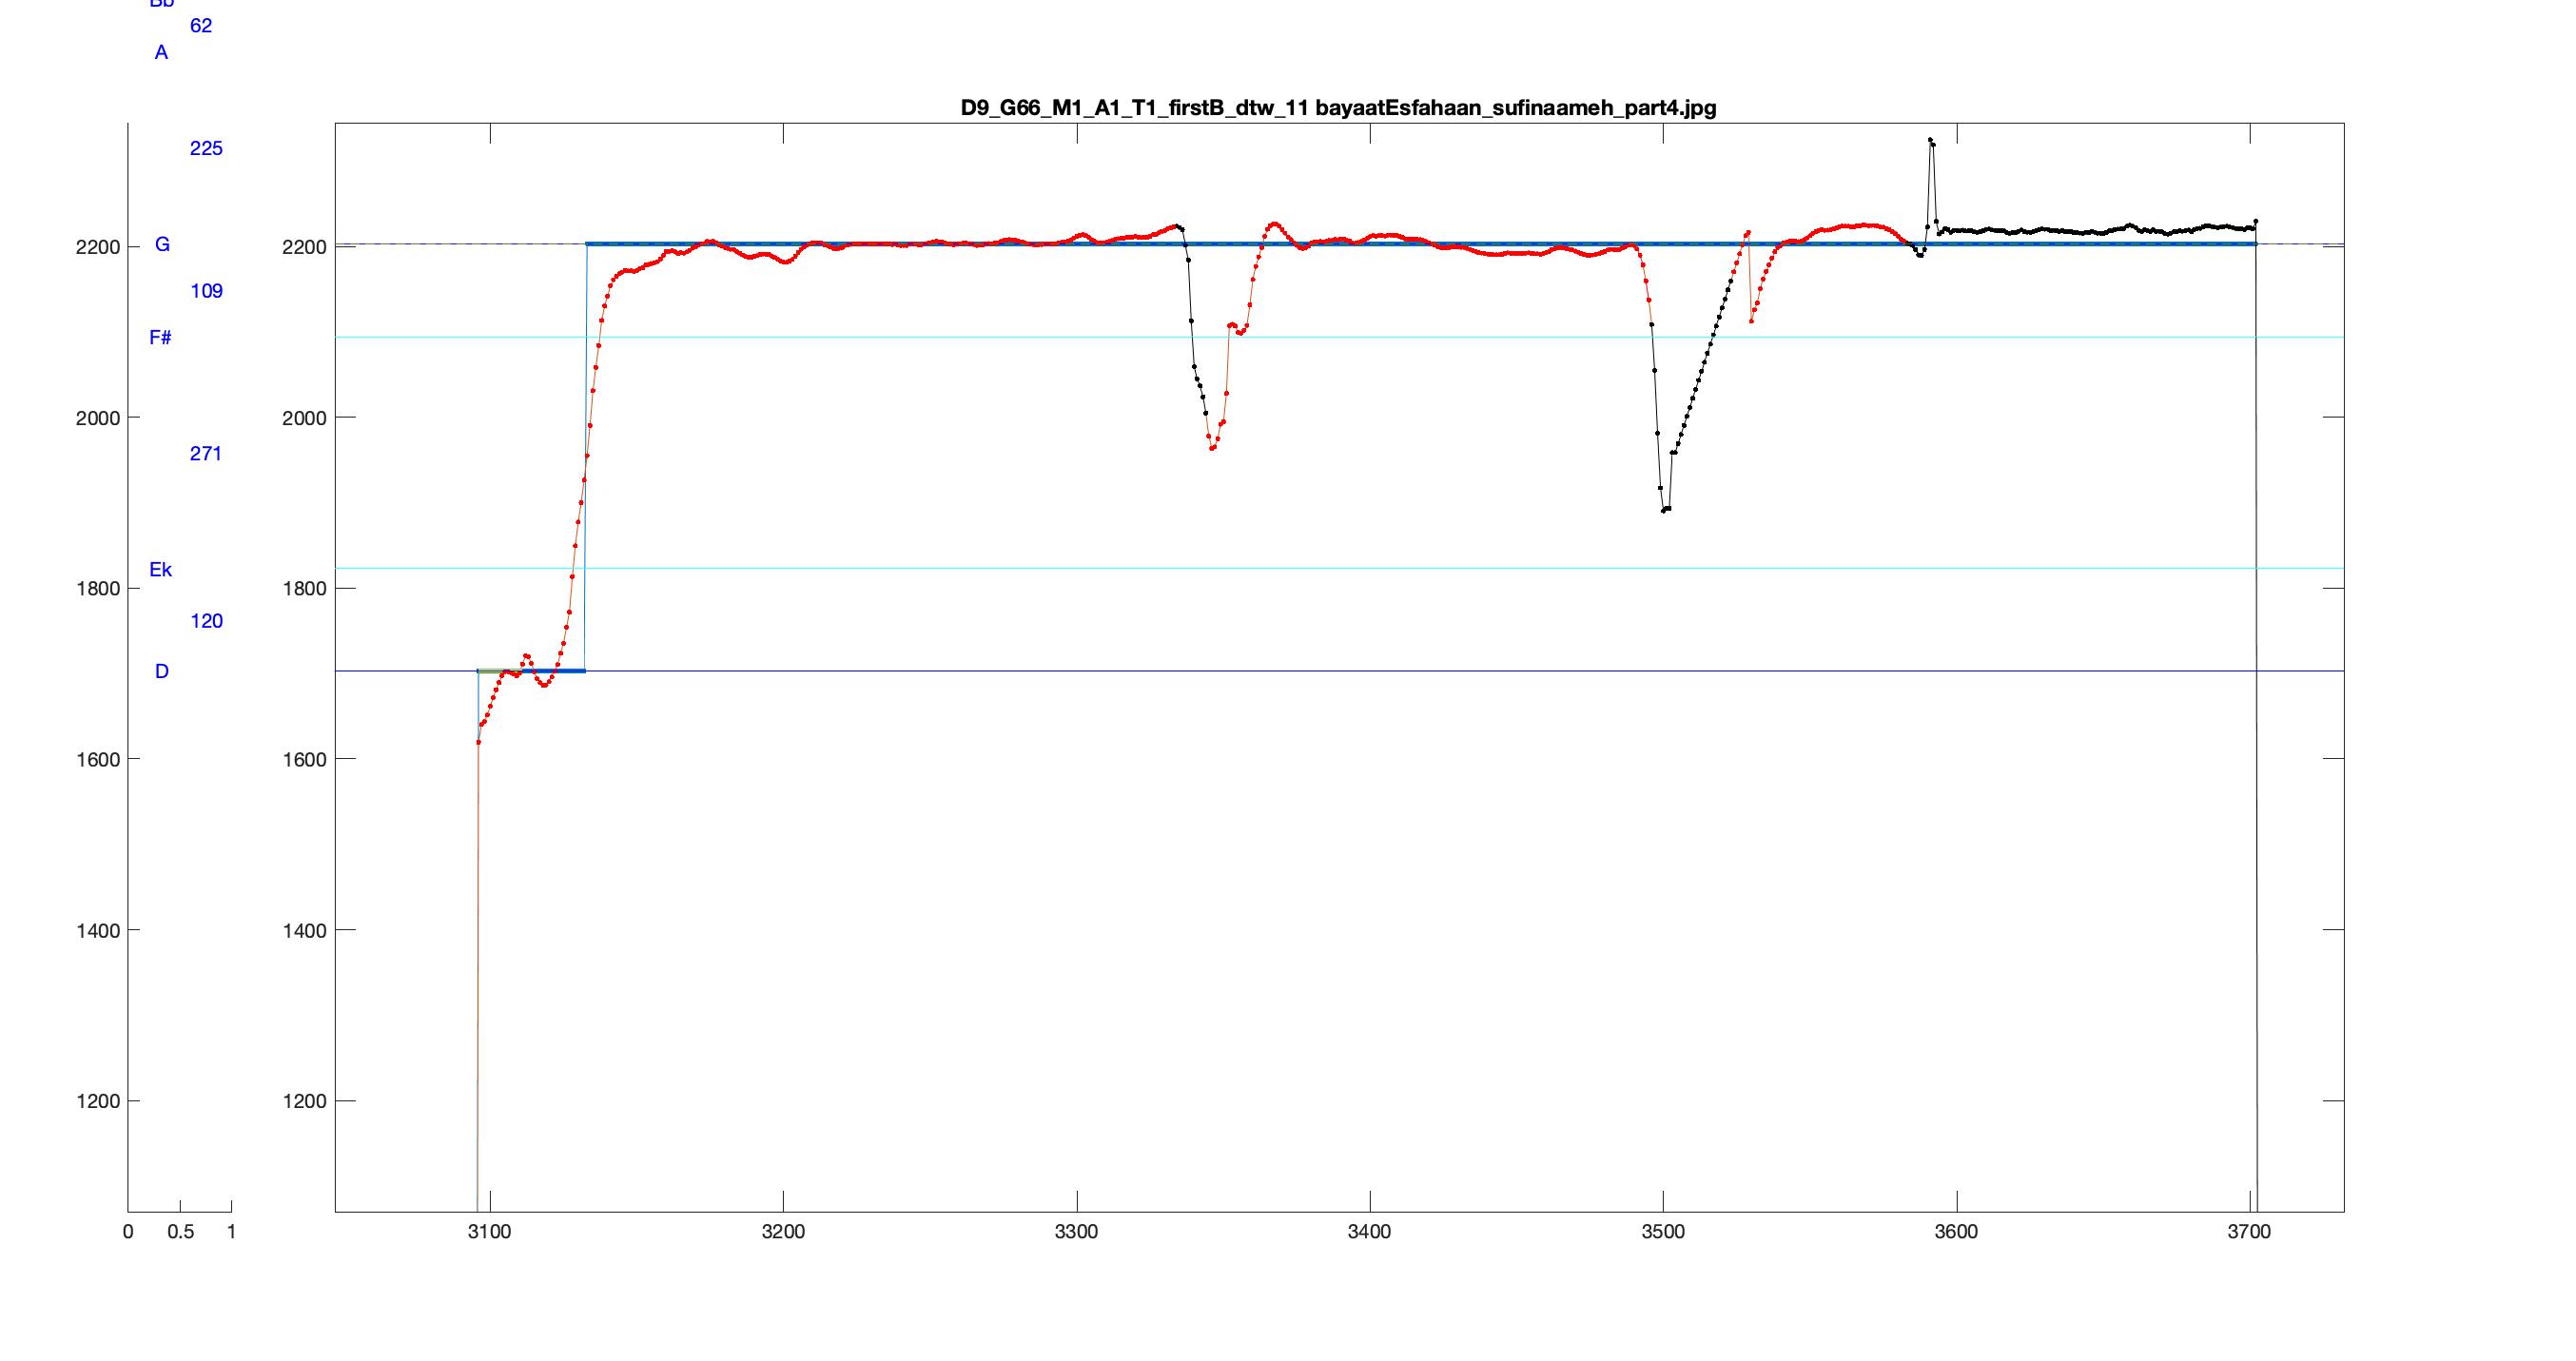 Bb
62
A
D9_G66_M1_A1_T1_firstB_dtw_11 bayaatEsfahaan_sufinaameh_part4.jpg
225
2200 G 2200
109
F#
2000 2000
271
Ek
1800 1800
120
D
1600 1600
1400 1400
1200 1200
0 0.5 1 3100 3200 3300 3400 3500 3600 3700